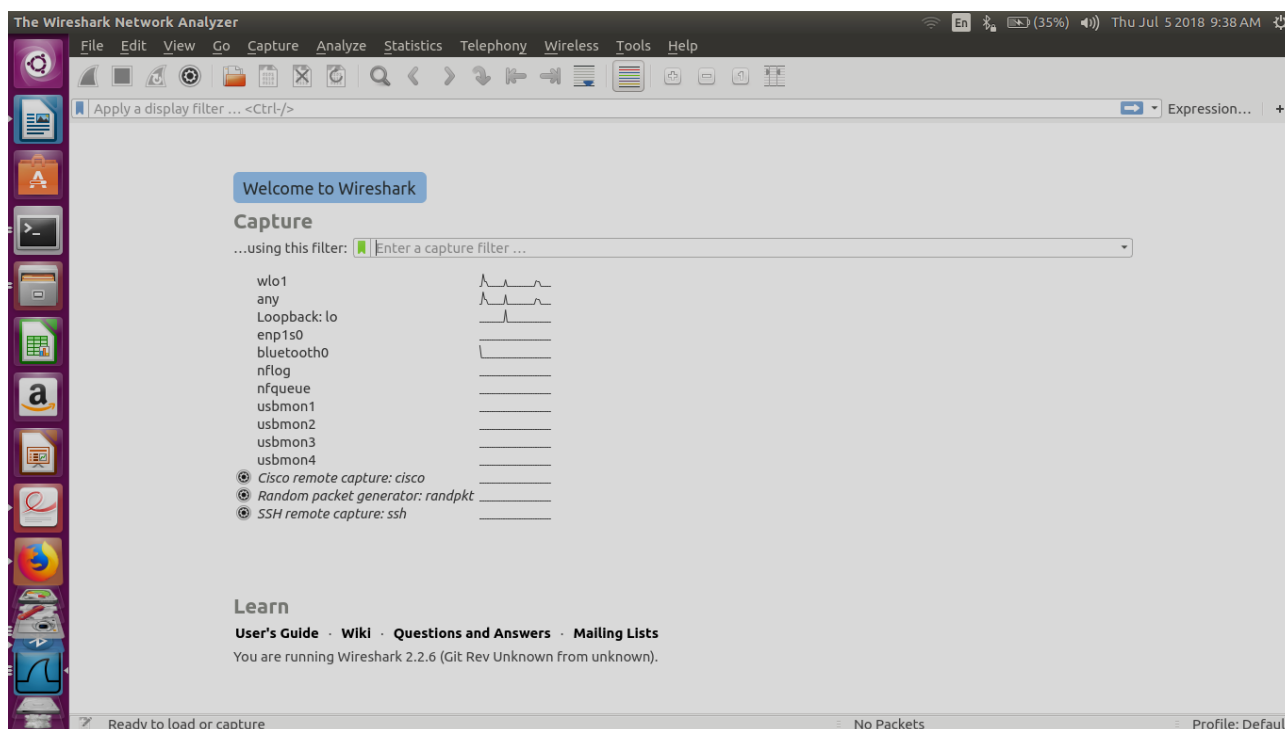 The Wireshark Network Analyzer En (35%) Thu Jul 5 2018 9:38 AM
File Edit View Go Capture Analyze Statistics Telephony Wireless Tools Help
Apply a display filter … <Ctrl-/> Expression… +
Welcome to Wireshark
Capture
…using this filter: Enter a capture filter …
wlo1
any
Loopback: lo
enp1s0
bluetooth0
nflog
nfqueue
usbmon1
usbmon2
usbmon3
usbmon4
Cisco remote capture: cisco
Random packet generator: randpkt
SSH remote capture: ssh
Learn
User's Guide · Wiki · Questions and Answers · Mailing Lists
You are running Wireshark 2.2.6 (Git Rev Unknown from unknown).
Ready to load or capture No Packets Profile: Defaul